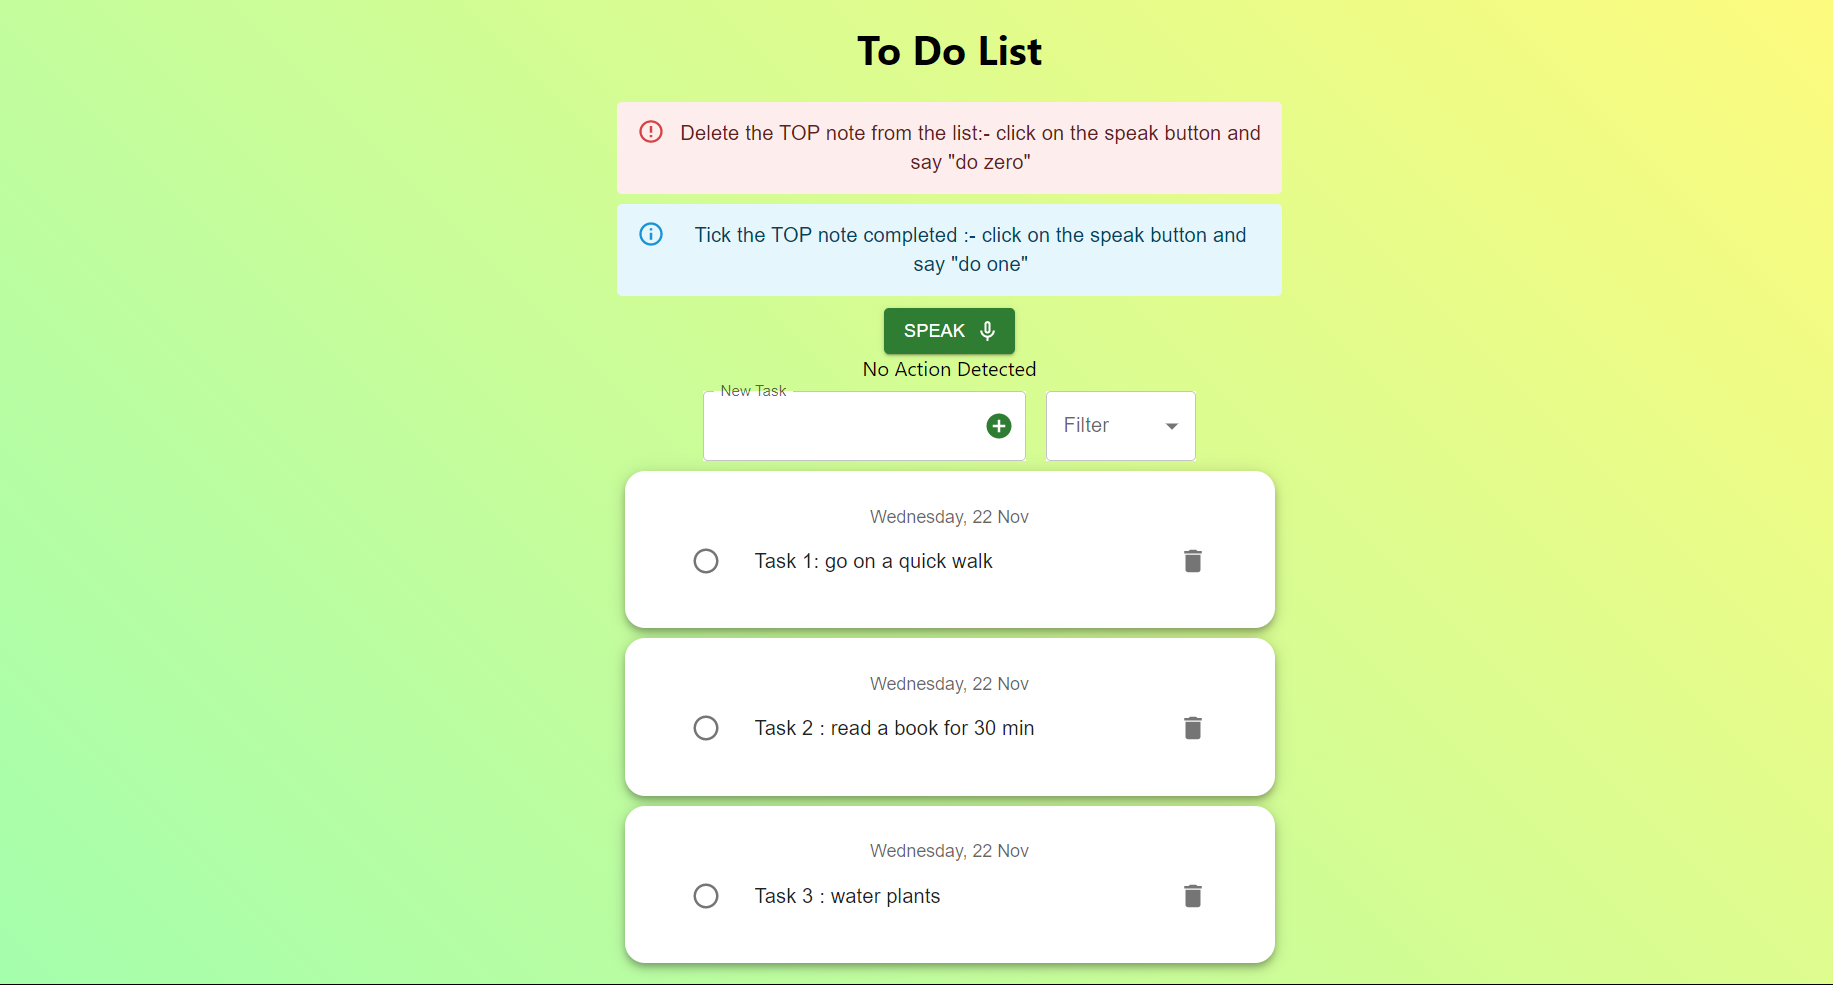 To Do List
Delete the TOP note from the list:- click on the speak button and
say "do zero"
Tick the TOP note completed :- click on the speak button and
say "do one"
SPEAK
No Action Detected
New Task
Filter
Wednesday, 22 Nov
Task 1: go on a quick walk
Wednesday, 22 Nov
Task 2 : read a book for 30 min
Wednesday, 22 Nov
Task 3 : water plants